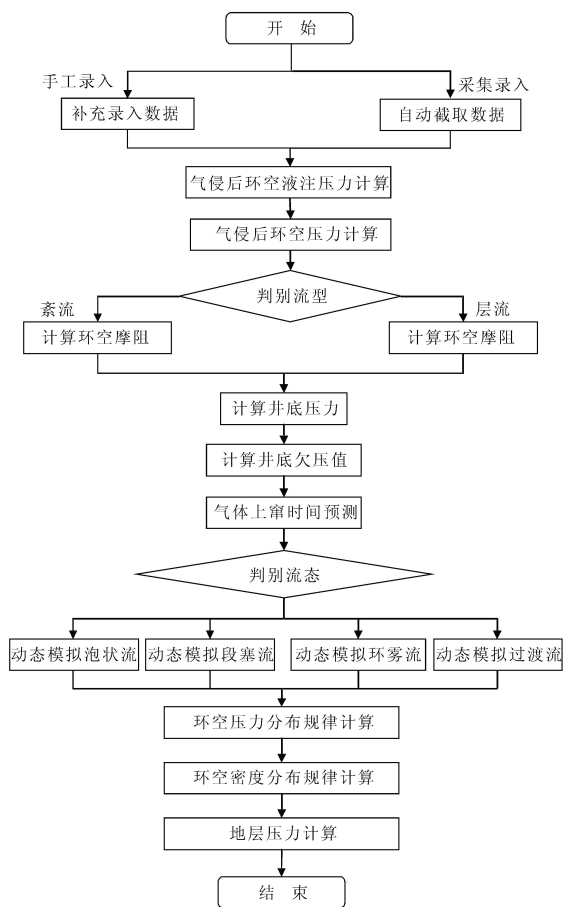 开 始
手工录入
采集录入
补充录入数据
自动截取数据
气侵后环空液注压力计算
气侵后环空压力计算
判别流型
紊流
层流
计算环空摩阻
计算环空摩阻
计算井底压力
计算井底欠压值
气体上窜时间预测
判别流态
动态模拟泡状流
动态模拟段塞流
动态模拟环雾流
动态模拟过渡流
环空压力分布规律计算
环空密度分布规律计算
地层压力计算
结 束